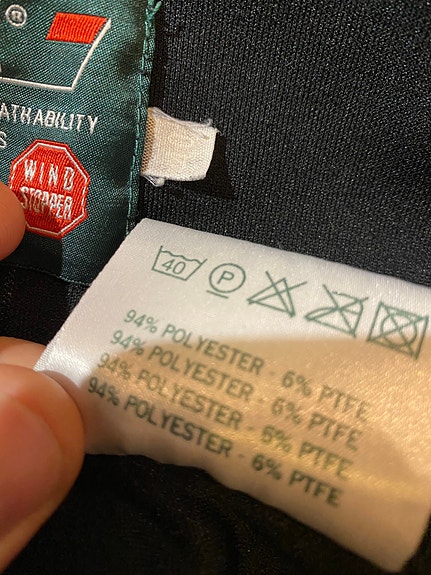 ®
ATHABILITY
S
WIND
STOPPER
40 P
94% POLYESTER - 6% PTFE
94% POLYESTER - 6% PTFE
94% POLYESTER - 6% PTFE
94% POLYESTER - 6% PTFE